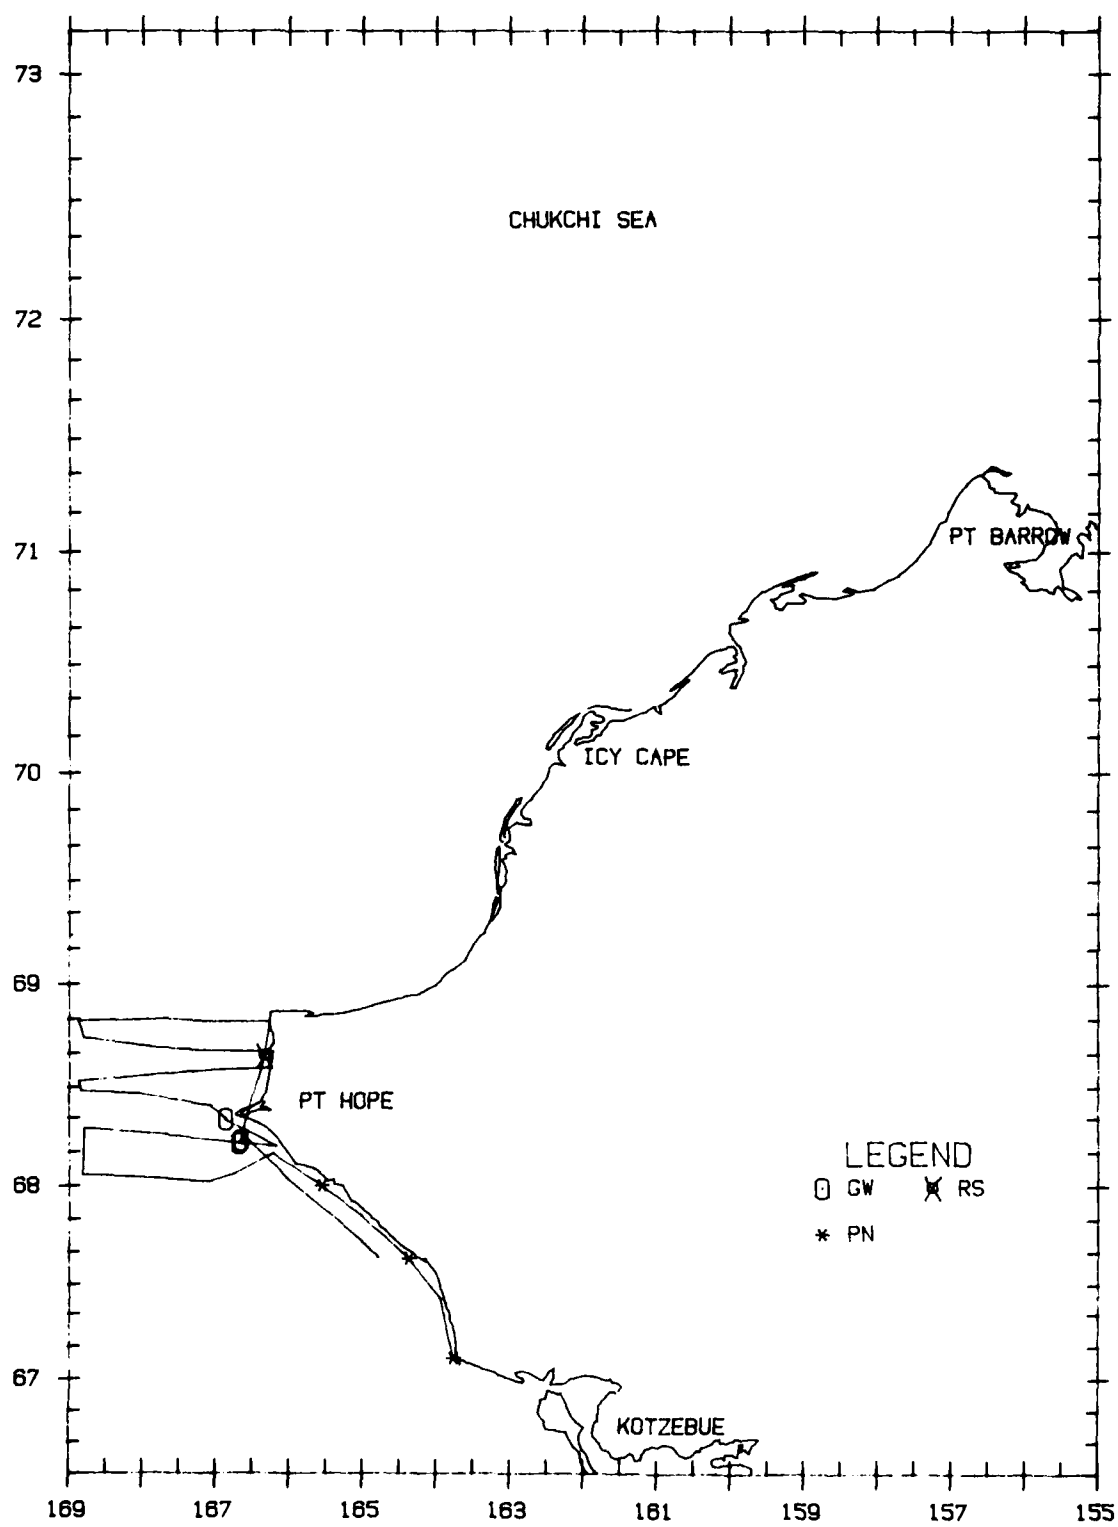 73
CHUKCHI SEA
72
71
PT BARROW
70
ICY CAPE
69
PT HOPE
68
LEGEND
GW RS
PN
67
KOTZEBUE
169 167 165 163 161 159 157 155